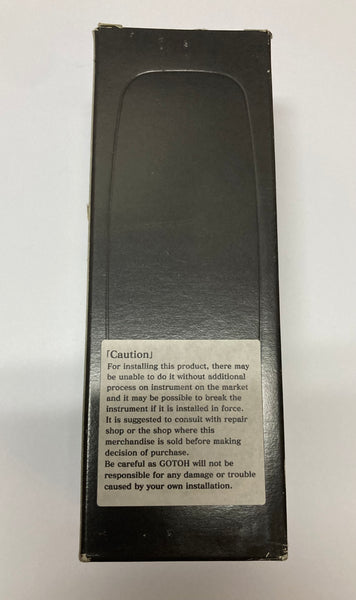 「Caution」
For installing this product, there may
be unable to do it without additional
process on instrument on the market
and it may be possible to break the
instrument if it is installed in force.
It is suggested to consult with repair
shop or the shop where this
merchandise is sold before making
decision of purchase.
Be careful as GOTOH will not be
responsible for any damage or trouble
caused by your own installation.